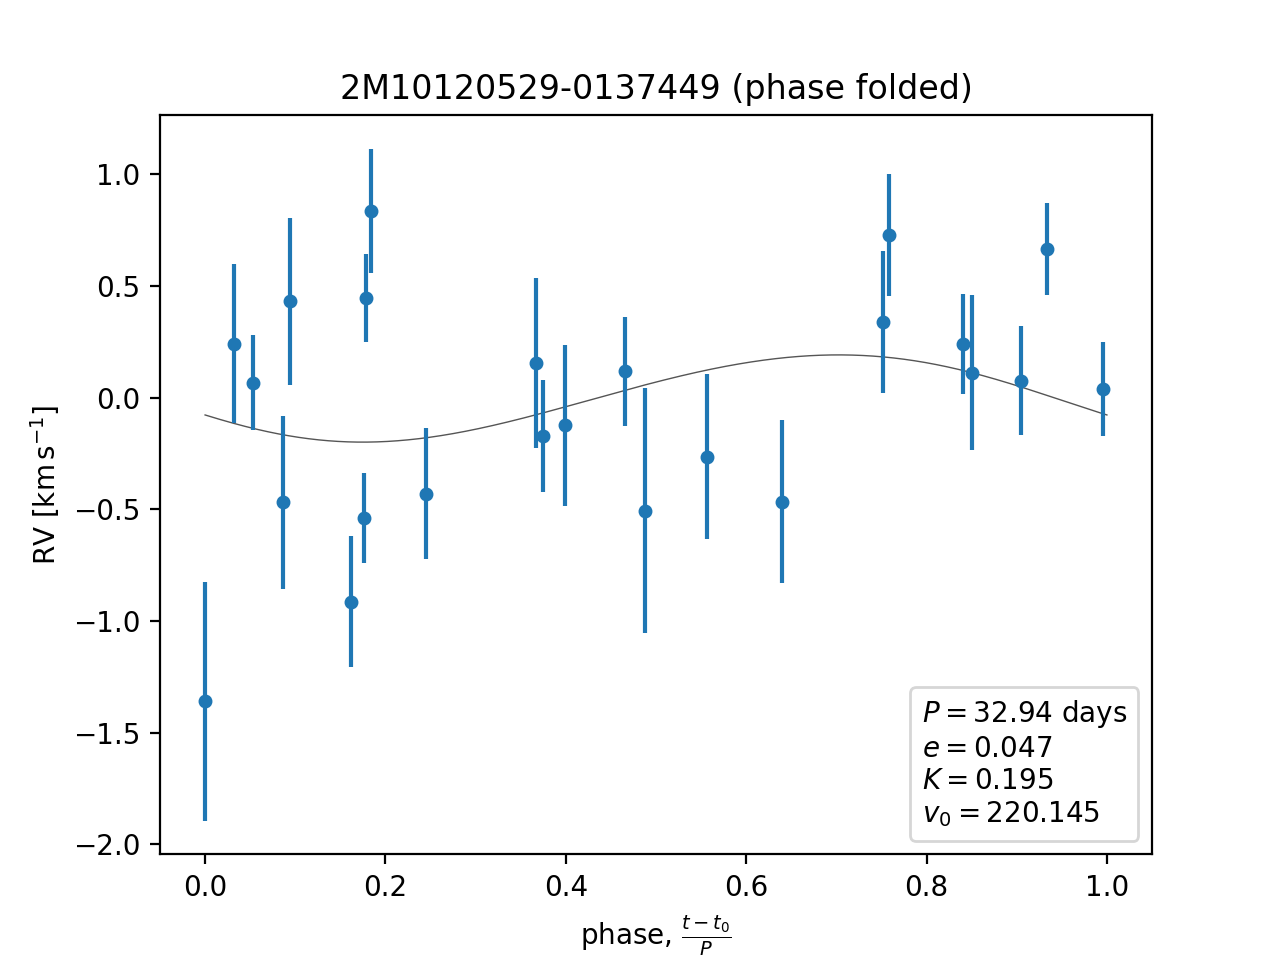 2M10120529-0137449 (phase folded)
RV [km s⁻¹]
1.0
0.5
0.0
−0.5
−1.0
−1.5
−2.0
P = 32.94 days
e = 0.047
K = 0.195
v₀ = 220.145
0.0 0.2 0.4 0.6 0.8 1.0
phase, (t − t₀)/P